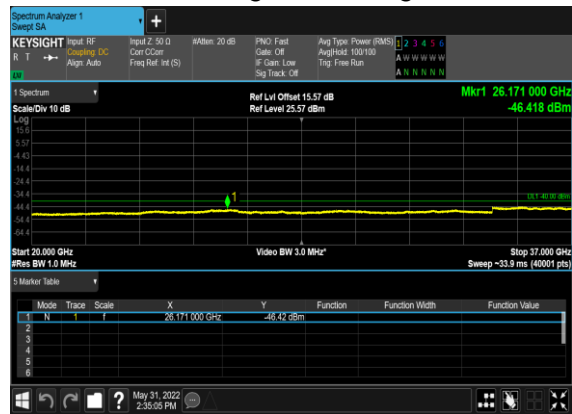 Spectrum Analyzer 1
Swept SA
KEYSIGHT Input: RF Input Z: 50 Ω #Atten: 20 dB PNO: Fast Avg Type: Power (RMS) 1 2 3 4 5 6
R T Coupling: DC Corr CCorr Gate: Off Avg|Hold: 100/100 A W W W W W
Align: Auto Freq Ref: Int (S) IF Gain: Low Trig: Free Run
LXI Sig Track: Off A N N N N N
1 Spectrum Ref Lvl Offset 15.57 dB Mkr1 26.171 000 GHz
Scale/Div 10 dB Ref Level 25.57 dBm -46.418 dBm
Log
15.6
5.57
-4.43
-14.4
-24.4
-34.4 1 DL1 -40.00 dBm
-44.4
-54.4
-64.4
Start 20.000 GHz Video BW 3.0 MHz* Stop 37.000 GHz
#Res BW 1.0 MHz Sweep ~33.9 ms (40001 pts)
5 Marker Table
Mode Trace Scale X Y Function Function Width Function Value
1 N 1 f 26.171 000 GHz -46.42 dBm
2
3
4
5
6
? May 31, 2022
2:35:05 PM